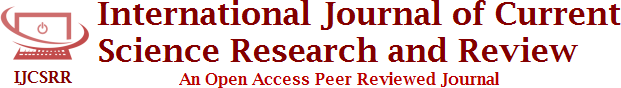 International Journal of Current
Science Research and Review
IJCSRR
An Open Access Peer Reviewed Journal